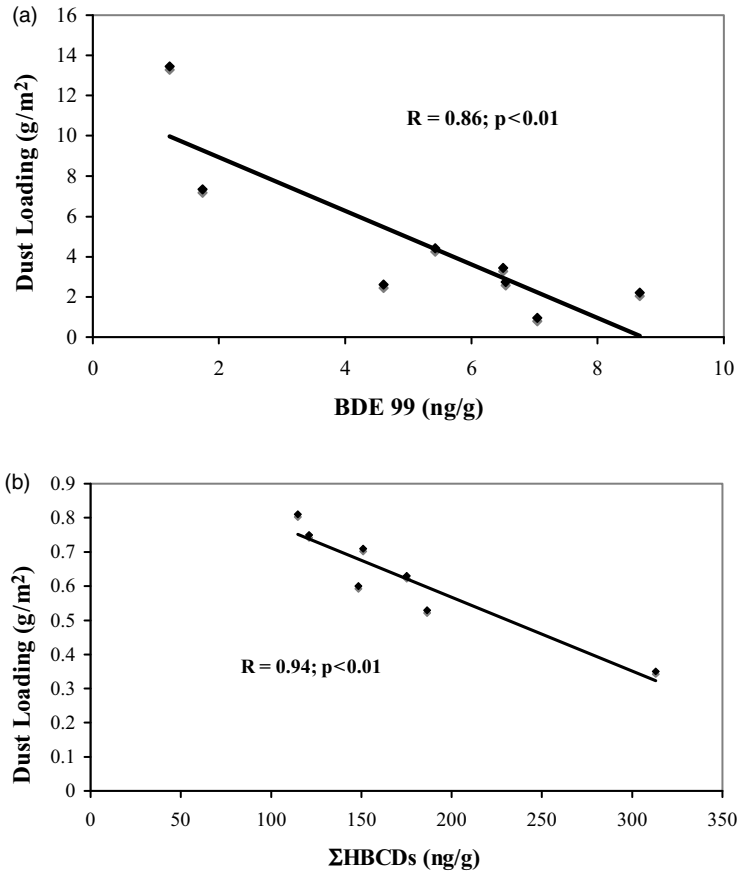 (a)
16
14
12
10
8
6
4
2
0
Dust Loading (g/m²)
R = 0.86; p<0.01
0 2 4 6 8 10
BDE 99 (ng/g)
(b)
0.9
0.8
0.7
0.6
0.5
0.4
0.3
0.2
0.1
0
Dust Loading (g/m²)
R = 0.94; p<0.01
0 50 100 150 200 250 300 350
ΣHBCDs (ng/g)